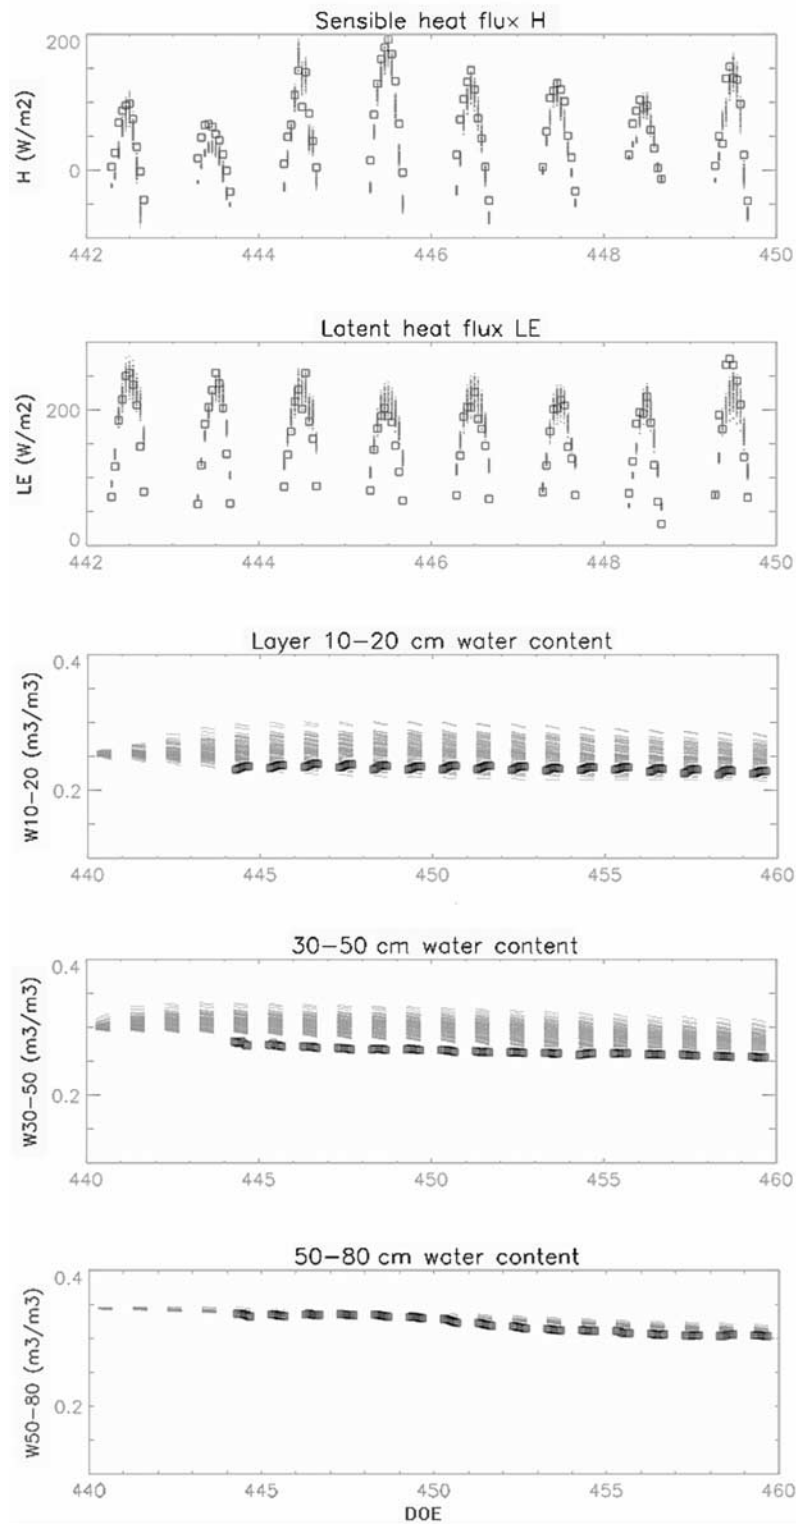 Sensible heat flux H
200
0
H (W/m2)
442 444 446 448 450
Latent heat flux LE
200
0
LE (W/m2)
442 444 446 448 450
Layer 10-20 cm water content
0.4
0.2
W10-20 (m3/m3)
440 445 450 455 460
30-50 cm water content
0.4
0.2
W30-50 (m3/m3)
440 445 450 455 460
50-80 cm water content
0.4
0.2
W50-80 (m3/m3)
440 445 450 455 460
DOE